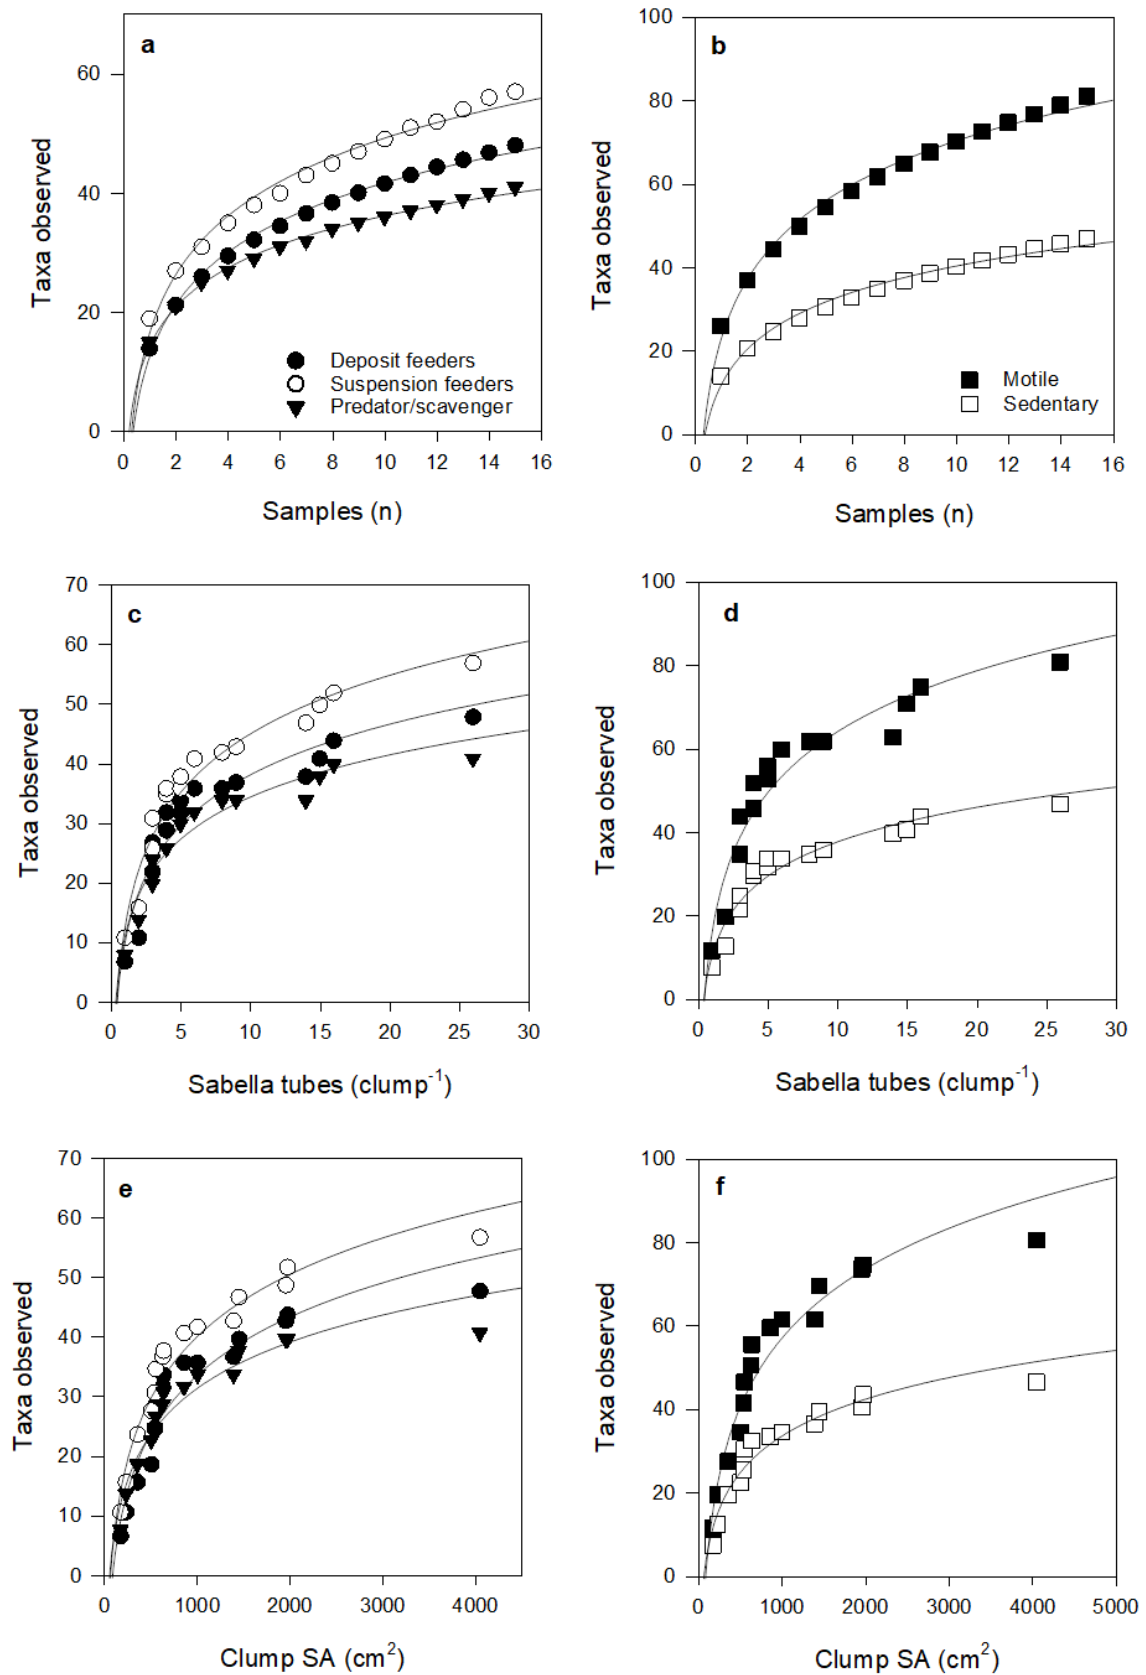 a
60
40
20
0
Taxa observed
Deposit feeders
Suspension feeders
Predator/scavenger
0 2 4 6 8 10 12 14 16
Samples (n)
b
100
80
60
40
20
0
Taxa observed
Motile
Sedentary
0 2 4 6 8 10 12 14 16
Samples (n)
c
70
60
50
40
30
20
10
0
Taxa observed
0 5 10 15 20 25 30
Sabella tubes (clump⁻¹)
d
100
80
60
40
20
0
Taxa observed
0 5 10 15 20 25 30
Sabella tubes (clump⁻¹)
e
70
60
50
40
30
20
10
0
Taxa observed
0 1000 2000 3000 4000
Clump SA (cm²)
f
100
80
60
40
20
0
Taxa observed
0 1000 2000 3000 4000 5000
Clump SA (cm²)